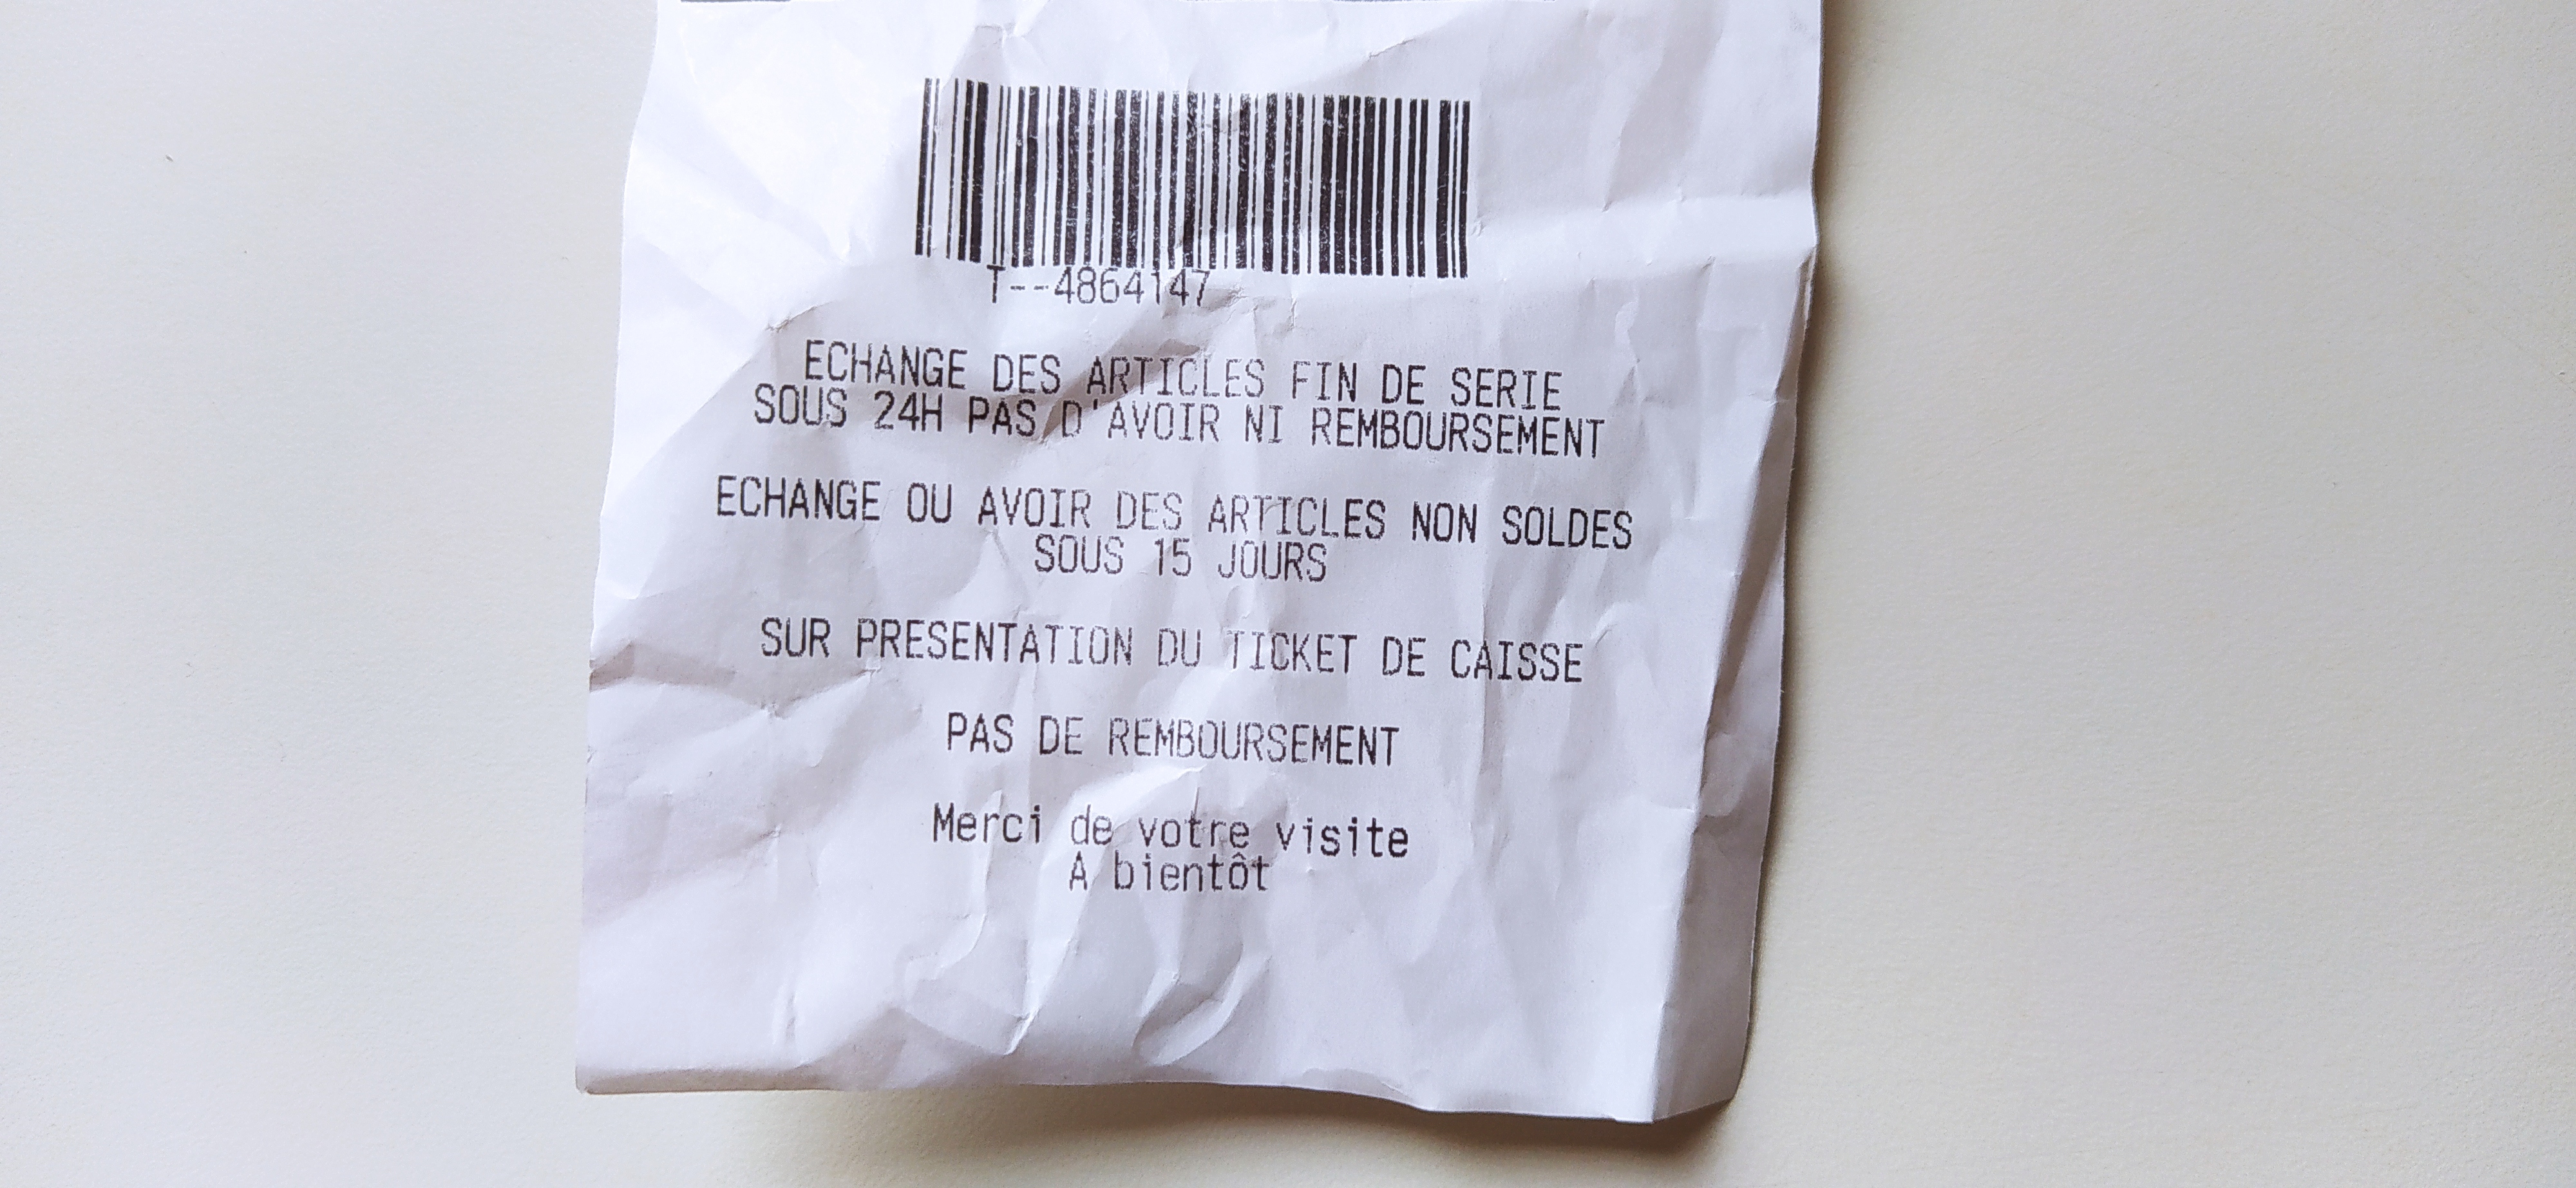 T--4864147
ECHANGE DES ARTICLES FIN DE SERIE
SOUS 24H PAS D'AVOIR NI REMBOURSEMENT
ECHANGE OU AVOIR DES ARTICLES NON SOLDES
SOUS 15 JOURS
SUR PRESENTATION DU TICKET DE CAISSE
PAS DE REMBOURSEMENT
Merci de votre visite
A bientôt